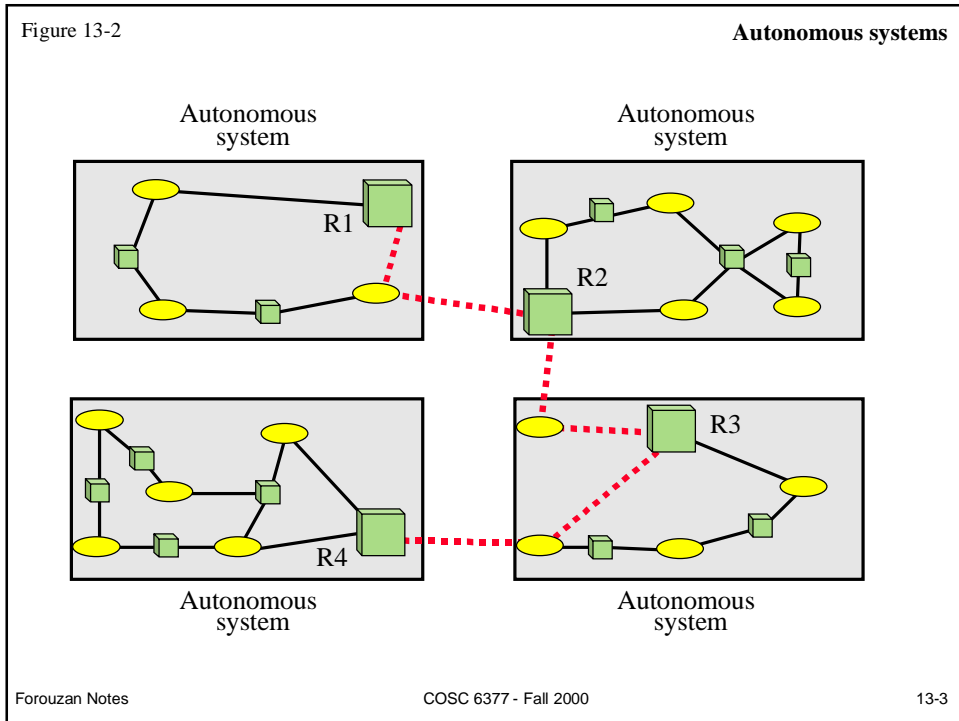 Figure 13-2
Autonomous systems
Autonomous
system
Autonomous
system
R1
R2
R3
R4
Autonomous
system
Autonomous
system
Forouzan Notes
COSC 6377 - Fall 2000
13-3